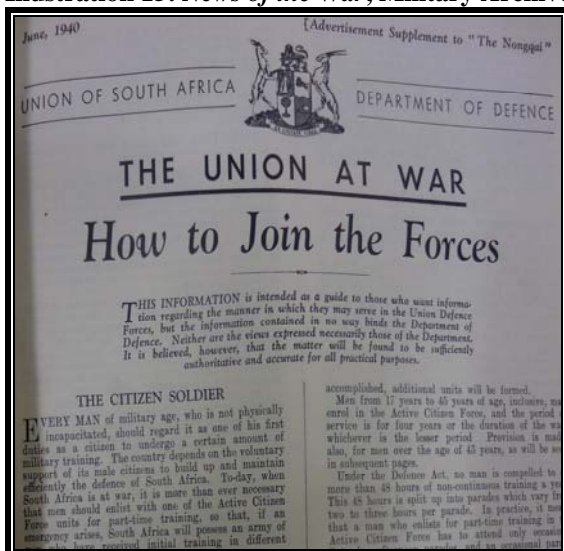 June, 1940
[Advertisement Supplement to "The Nongqai"
UNION OF SOUTH AFRICA
DEPARTMENT OF DEFENCE
THE UNION AT WAR
How to Join the Forces
THIS INFORMATION is intended as a guide to those who want informa-
tion regarding the manner in which they may serve in the Union Defence
Forces, but the information contained in no way binds the Department of
Defence. Neither are the views expressed necessarily those of the Department.
It is believed, however, that the matter will be found to be sufficiently
authoritative and accurate for all practical purposes.
THE CITIZEN SOLDIER
EVERY MAN of military age, who is not physically
incapacitated, should regard it as one of his first
duties as a citizen to undergo a certain amount of
military training. The country depends on the voluntary
support of its male citizens to build up and maintain
efficiently the defence of South Africa. To-day, when
South Africa is at war, it is more than ever necessary
that men should enlist with one of the Active Citizen
Force units for part-time training, so that, if an
emergency arises, South Africa will possess an army of
who have received initial training in different
accomplished, additional units will be formed.
Men from 17 years to 45 years of age, inclusive,
enrol in the Active Citizen Force, and the period
service is for four years or the duration of the
whichever is the lesser period. Provision is
also, for men over the age of 45 years, as will be
in subsequent pages.
Under the Defence Act, no man is compelled to
more than 48 hours of non-continuous training a
This 48 hours is split up into parades which vary
two to three hours per parade. In practice, it
that a man who enlists for part-time training in
Active Citizen Force has to attend only
parades, and an occasional